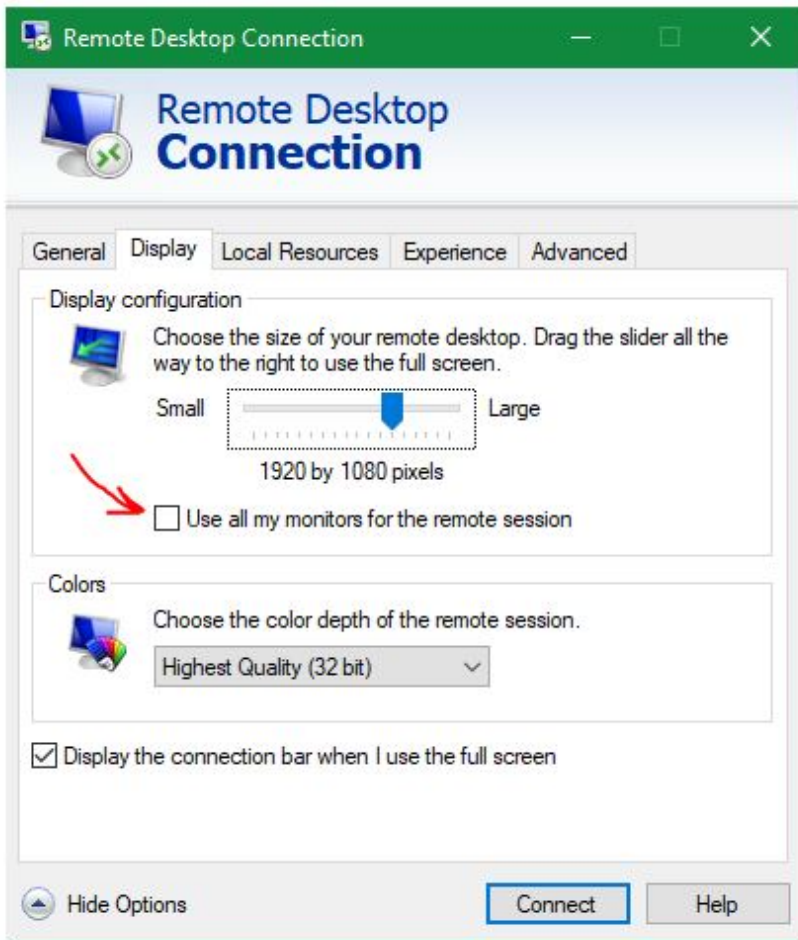 Remote Desktop Connection
Remote Desktop
Connection
General Display Local Resources Experience Advanced
Display configuration
Choose the size of your remote desktop. Drag the slider all the
way to the right to use the full screen.
Small Large
1920 by 1080 pixels
Use all my monitors for the remote session
Colors
Choose the color depth of the remote session.
Highest Quality (32 bit)
Display the connection bar when I use the full screen
Hide Options Connect Help